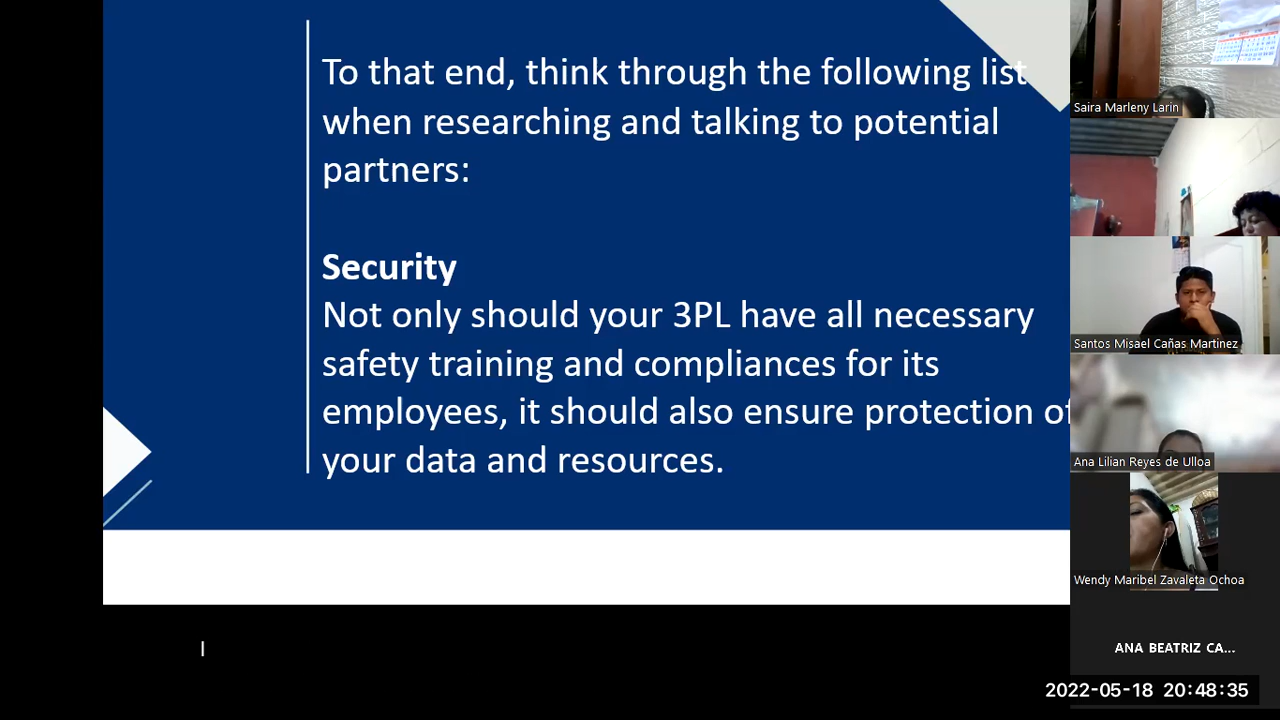 To that end, think through the following list
when researching and talking to potential
partners:
Security
Not only should your 3PL have all necessary
safety training and compliances for its
employees, it should also ensure protection of
your data and resources.
Saira Marleny Larin
Santos Misael Cañas Martinez
Ana Lilian Reyes de Ulloa
Wendy Maribel Zavaleta Ochoa
ANA BEATRIZ CA...
2022-05-18 20:48:35